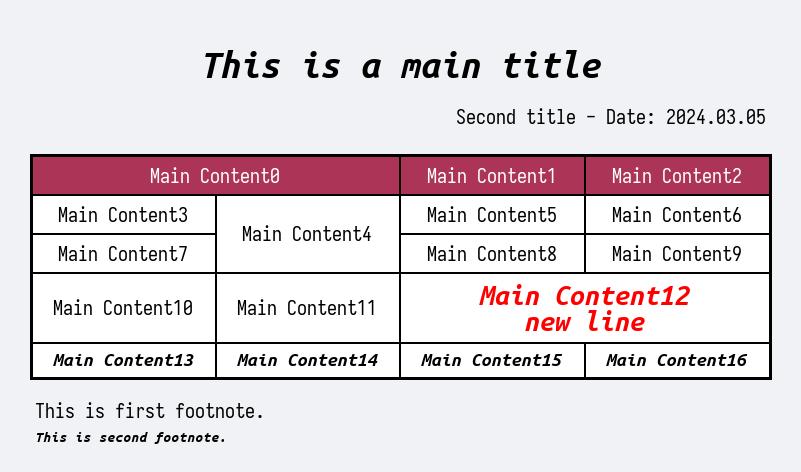 This is a main title
Second title - Date: 2024.03.05
Main Content0 Main Content1 Main Content2
Main Content3 Main Content4 Main Content5 Main Content6
Main Content7 Main Content8 Main Content9
Main Content10 Main Content11 Main Content12
new line
Main Content13 Main Content14 Main Content15 Main Content16
This is first footnote.
This is second footnote.